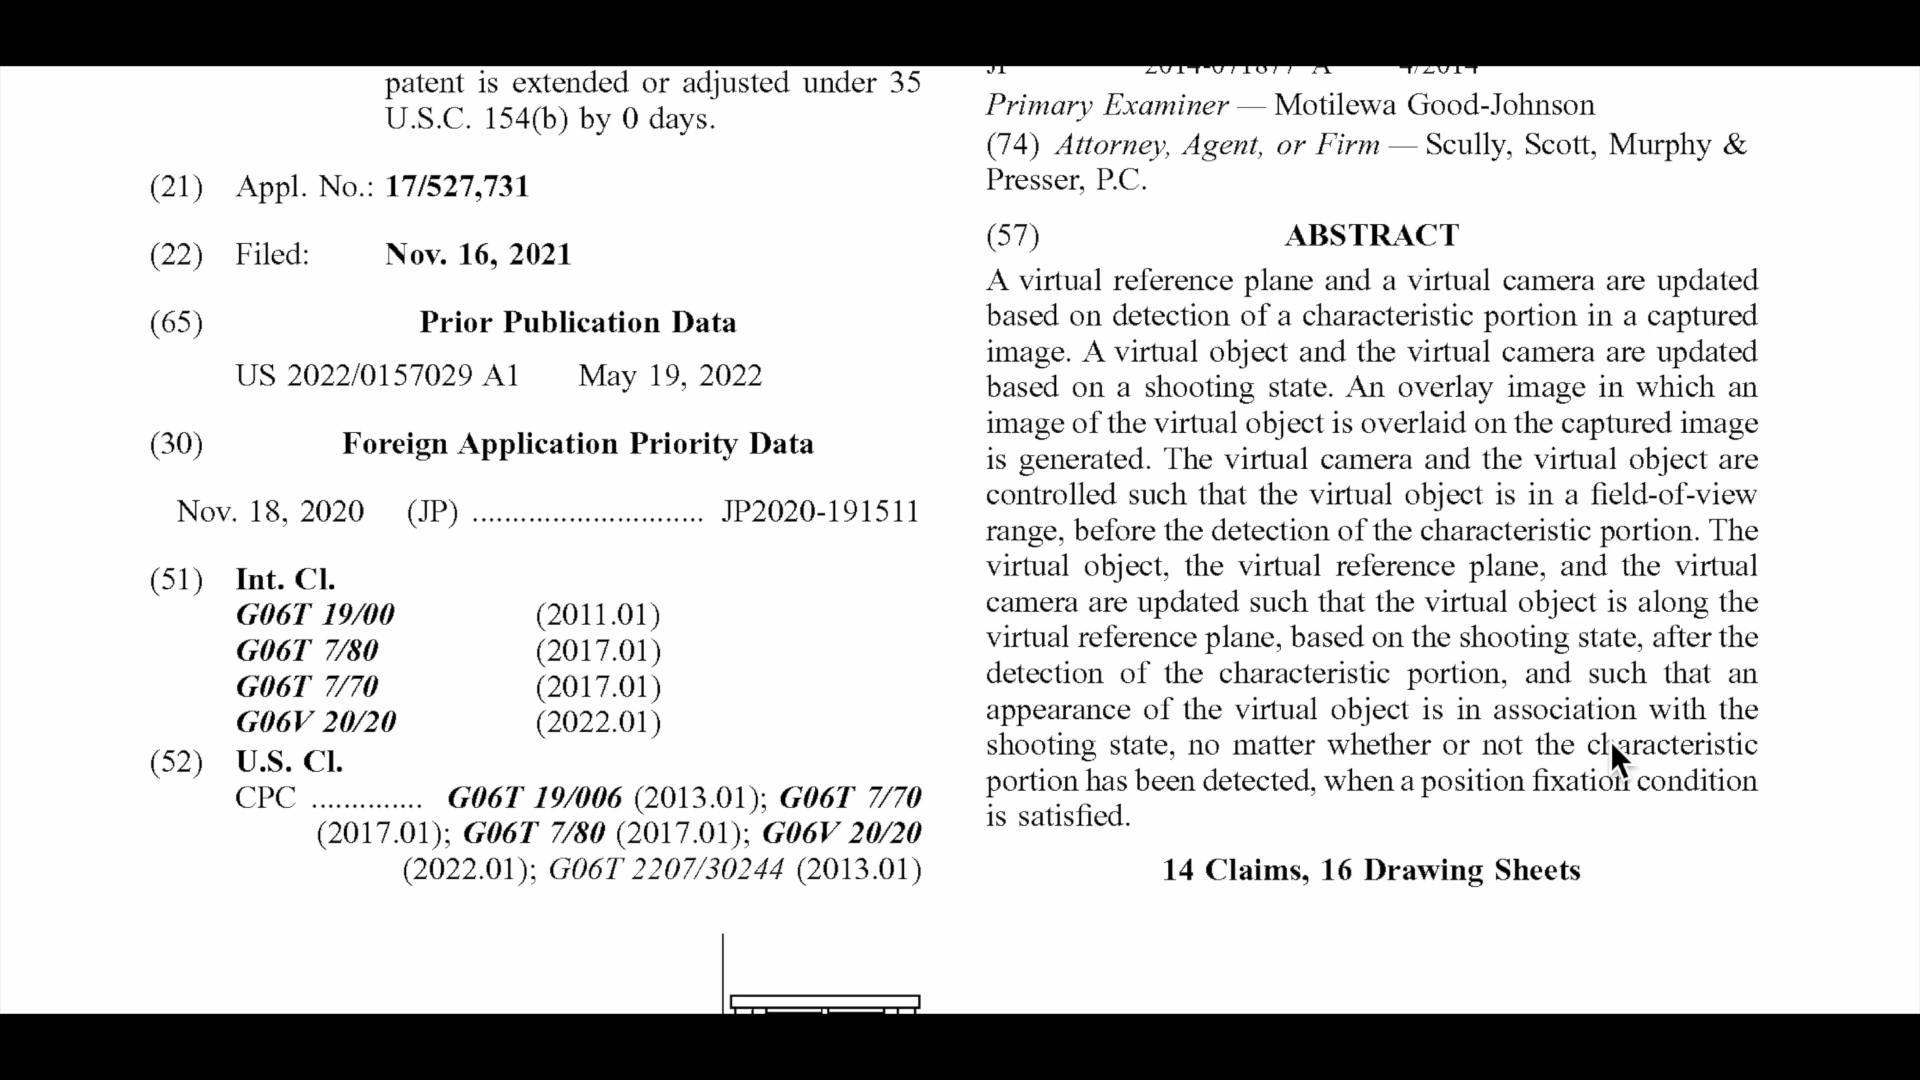 patent is extended or adjusted under 35
U.S.C. 154(b) by 0 days.
(21) Appl. No.: 17/527,731
(22) Filed: Nov. 16, 2021
(65) Prior Publication Data
US 2022/0157029 A1 May 19, 2022
(30) Foreign Application Priority Data
Nov. 18, 2020 (JP) ............................. JP2020-191511
(51) Int. Cl.
G06T 19/00 (2011.01)
G06T 7/80 (2017.01)
G06T 7/70 (2017.01)
G06V 20/20 (2022.01)
(52) U.S. Cl.
CPC .............. G06T 19/006 (2013.01); G06T 7/70
(2017.01); G06T 7/80 (2017.01); G06V 20/20
(2022.01); G06T 2207/30244 (2013.01)
JP 2014-071877 A 4/2014
Primary Examiner — Motilewa Good-Johnson
(74) Attorney, Agent, or Firm — Scully, Scott, Murphy &
Presser, P.C.
(57) ABSTRACT
A virtual reference plane and a virtual camera are updated
based on detection of a characteristic portion in a captured
image. A virtual object and the virtual camera are updated
based on a shooting state. An overlay image in which an
image of the virtual object is overlaid on the captured image
is generated. The virtual camera and the virtual object are
controlled such that the virtual object is in a field-of-view
range, before the detection of the characteristic portion. The
virtual object, the virtual reference plane, and the virtual
camera are updated such that the virtual object is along the
virtual reference plane, based on the shooting state, after the
detection of the characteristic portion, and such that an
appearance of the virtual object is in association with the
shooting state, no matter whether or not the characteristic
portion has been detected, when a position fixation condition
is satisfied.
14 Claims, 16 Drawing Sheets